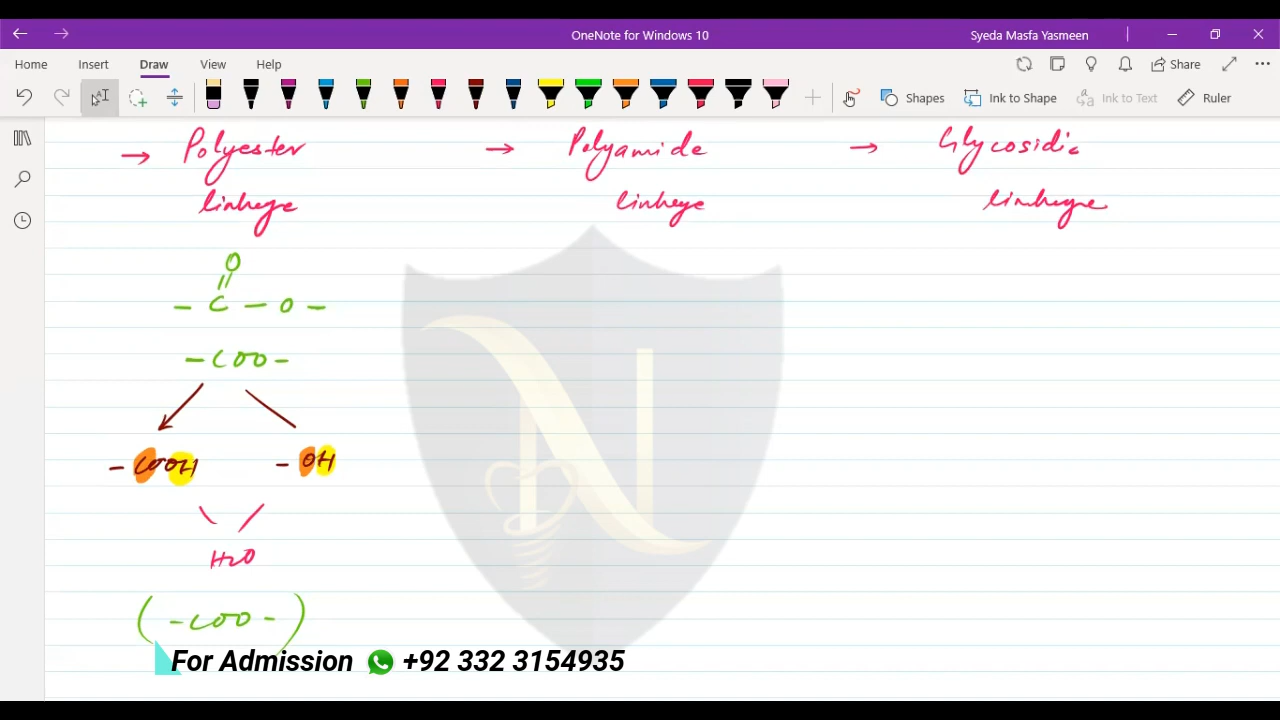 OneNote for Windows 10
Syeda Masfa Yasmeen
Home Insert Draw View Help
Share
Shapes Ink to Shape Ink to Text Ruler
→ Polyester → Polyamide → Glycosidic
linkage linkage linkage
O
||
- C - O -
- COO -
- COOH - OH
H2O
( - COO - )
N
For Admission +92 332 3154935